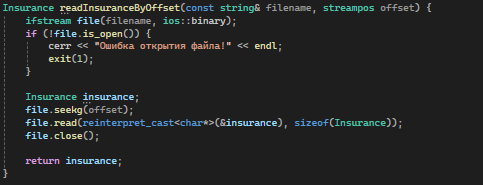 Insurance readInsuranceByOffset(const string& filename, streampos offset) {
    ifstream file(filename, ios::binary);
    if (!file.is_open()) {
        cerr << "Ошибка открытия файла!" << endl;
        exit(1);
    }

    Insurance insurance;
    file.seekg(offset);
    file.read(reinterpret_cast<char*>(&insurance), sizeof(Insurance));
    file.close();

    return insurance;
}